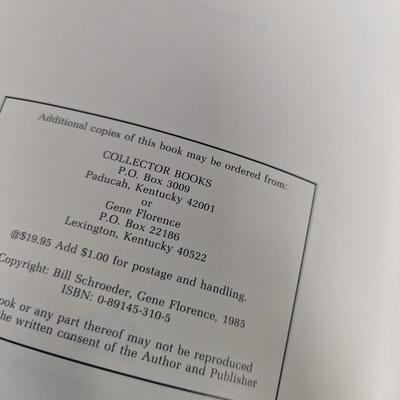 Additional copies of this book may be ordered from:
COLLECTOR BOOKS
P.O. Box 3009
Paducah, Kentucky 42001
or
Gene Florence
P.O. Box 22186
Lexington, Kentucky 40522
@$19.95 Add $1.00 for postage and handling.
Copyright: Bill Schroeder, Gene Florence, 1985
ISBN: 0-89145-310-5
ook or any part thereof may not be reproduced
he written consent of the Author and Publisher